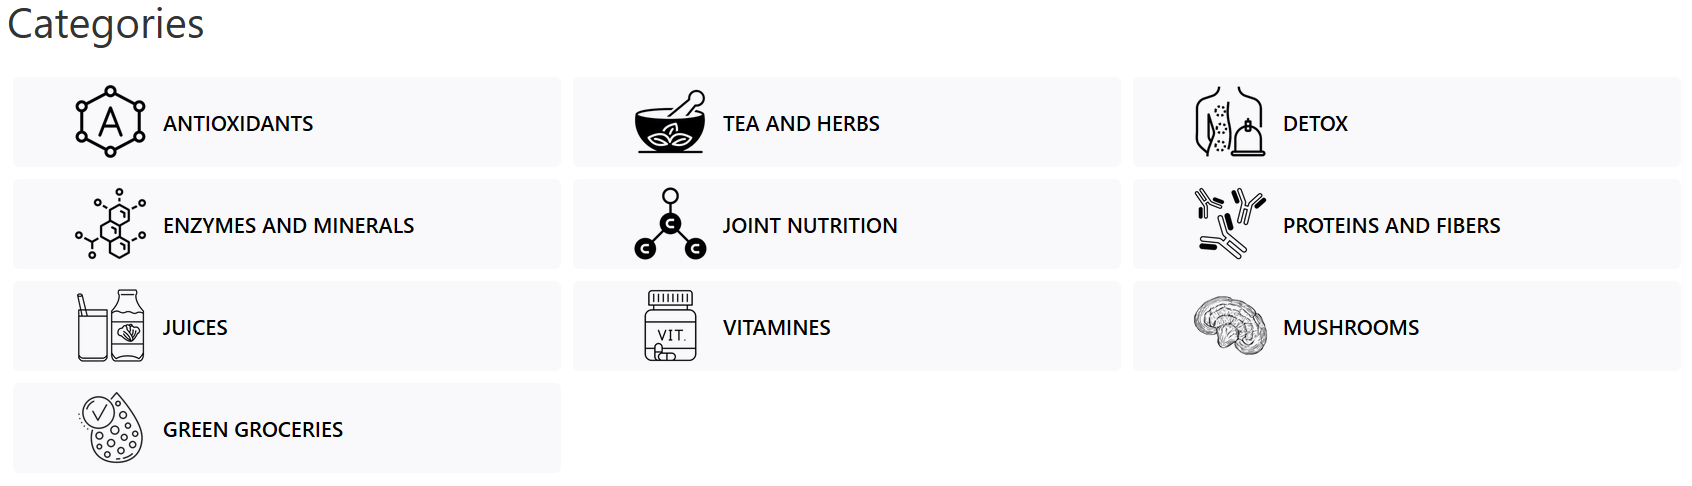 Categories
A
ANTIOXIDANTS
TEA AND HERBS
DETOX
ENZYMES AND MINERALS
C
C C
JOINT NUTRITION
PROTEINS AND FIBERS
JUICES
VIT.
VITAMINES
MUSHROOMS
GREEN GROCERIES